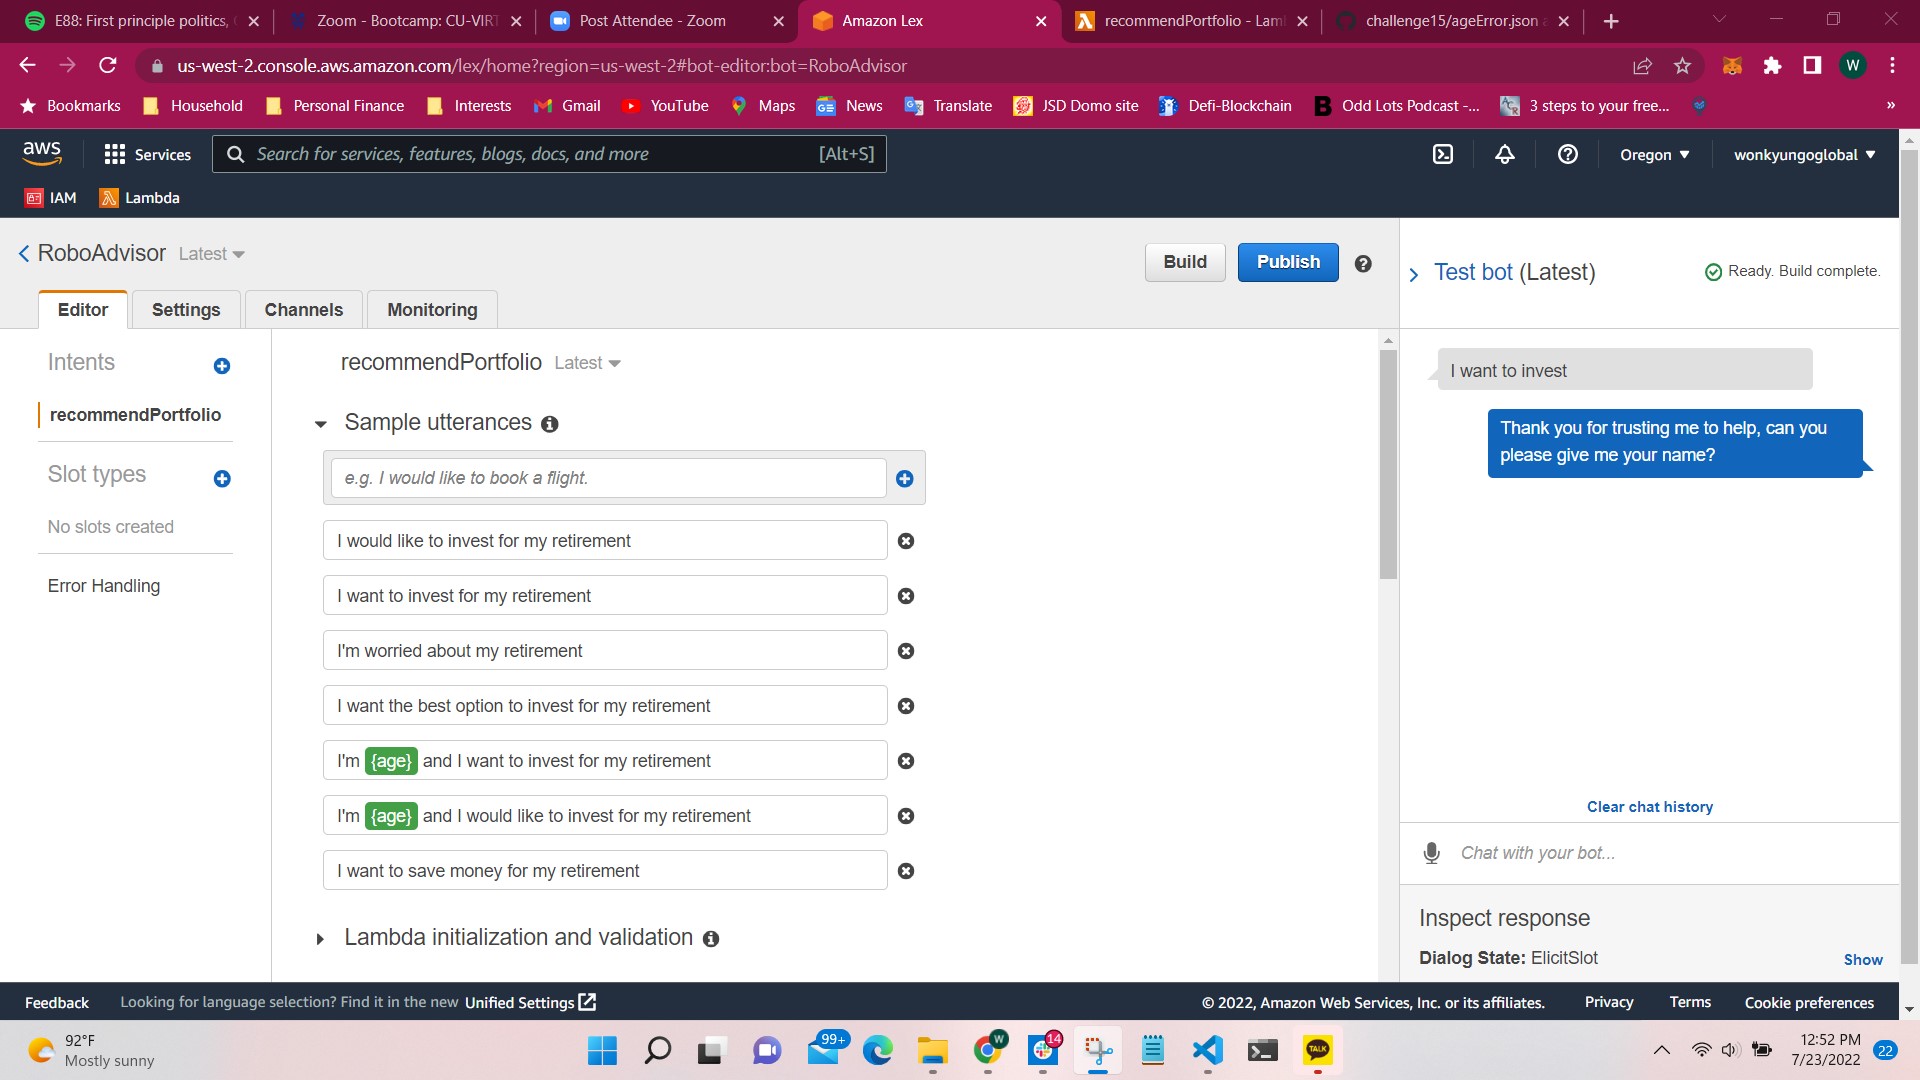 E88: First principle politics,
Zoom - Bootcamp: CU-VIRT
Post Attendee - Zoom
Amazon Lex
recommendPortfolio - Lam
challenge15/ageError.json
us-west-2.console.aws.amazon.com/lex/home?region=us-west-2#bot-editor:bot=RoboAdvisor
W
Bookmarks
Household
Personal Finance
Interests
Gmail
YouTube
Maps
News
Translate
JSD Domo site
Defi-Blockchain
Odd Lots Podcast -...
3 steps to your free...
»
aws
Services
Search for services, features, blogs, docs, and more
[Alt+S]
Oregon
wonkyungoglobal
IAM
Lambda
RoboAdvisor Latest
Build
Publish
Editor
Settings
Channels
Monitoring
Intents
recommendPortfolio
Slot types
No slots created
Error Handling
recommendPortfolio Latest
Sample utterances
e.g. I would like to book a flight.
I would like to invest for my retirement
I want to invest for my retirement
I'm worried about my retirement
I want the best option to invest for my retirement
I'm {age} and I want to invest for my retirement
I'm {age} and I would like to invest for my retirement
I want to save money for my retirement
Lambda initialization and validation
Test bot (Latest)
Ready. Build complete.
I want to invest
Thank you for trusting me to help, can you
please give me your name?
Clear chat history
Chat with your bot...
Inspect response
Dialog State: ElicitSlot
Show
Feedback
Looking for language selection? Find it in the new Unified Settings
© 2022, Amazon Web Services, Inc. or its affiliates.
Privacy
Terms
Cookie preferences
92°F
Mostly sunny
99+
W
14
TALK
12:52 PM
7/23/2022
22